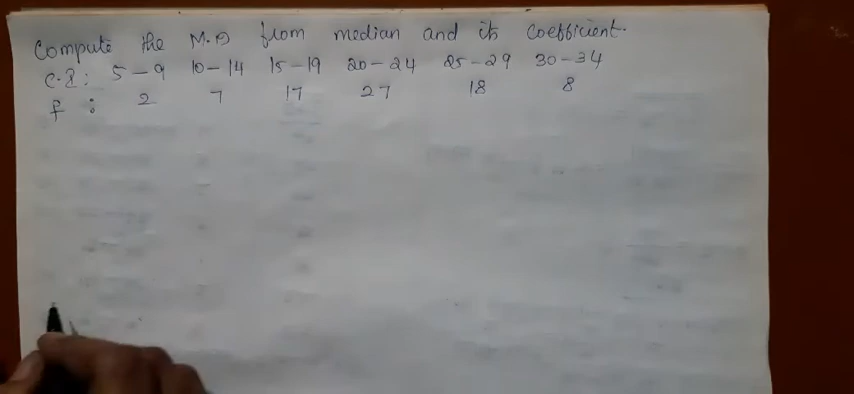 Compute the M.D from median and its coefficient.
C.I: 5-9 10-14 15-19 20-24 25-29 30-34
f : 2 7 17 27 18 8